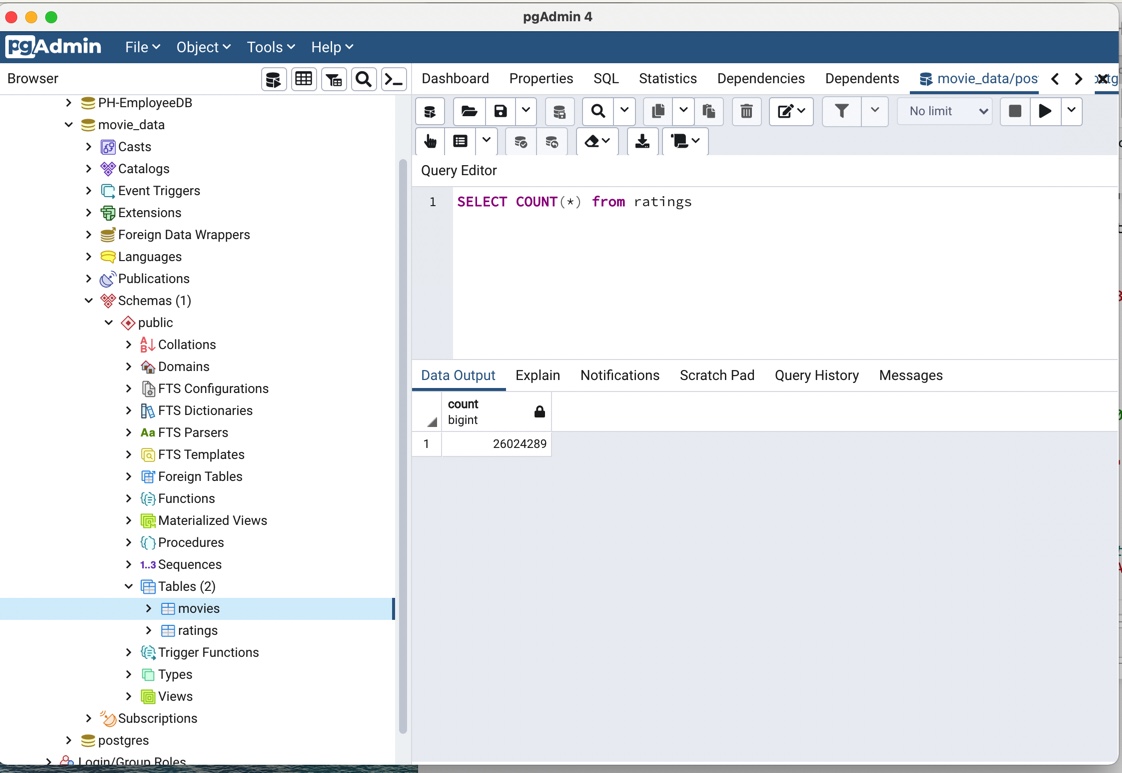 pgAdmin 4
pgAdmin File Object Tools Help
Browser
Dashboard Properties SQL Statistics Dependencies Dependents movie_data/pos
No limit
PH-EmployeeDB
movie_data
Casts
Catalogs
Event Triggers
Extensions
Foreign Data Wrappers
Languages
Publications
Schemas (1)
public
Collations
Domains
FTS Configurations
FTS Dictionaries
Aa FTS Parsers
FTS Templates
Foreign Tables
Functions
Materialized Views
Procedures
1..3 Sequences
Tables (2)
movies
ratings
Trigger Functions
Types
Views
Subscriptions
postgres
Login/Group Roles
Query Editor
1 SELECT COUNT(*) from ratings
Data Output Explain Notifications Scratch Pad Query History Messages
count
bigint
1 26024289